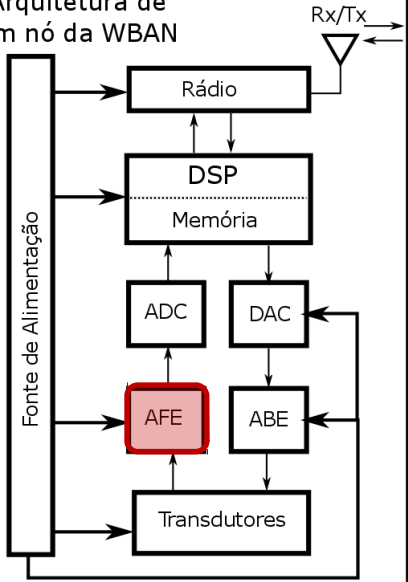 Arquitetura de
m nó da WBAN
Rx/Tx
Rádio
DSP
Memória
Fonte de Alimentação
ADC
DAC
AFE
ABE
Transdutores